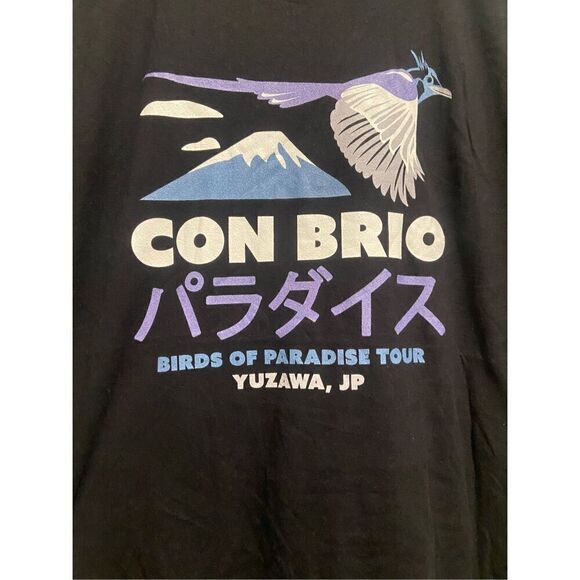 CON BRIO
パラダイス
BIRDS OF PARADISE TOUR
YUZAWA, JP